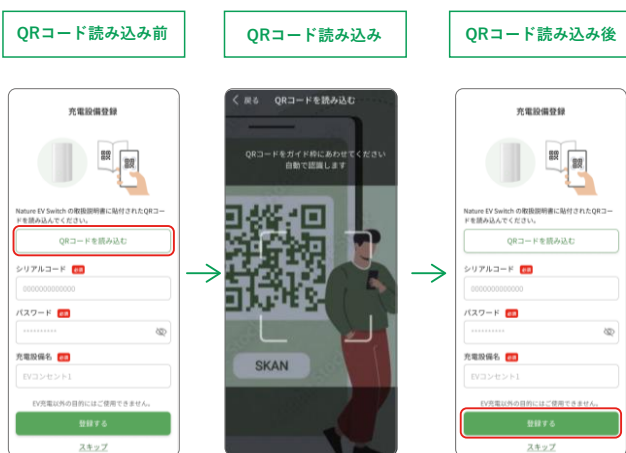 QRコード読み込み前
QRコード読み込み
QRコード読み込み後
充電設備登録
Nature EV Switch の取扱説明書に貼付されたQRコー
ドを読み込んでください。
QRコードを読み込む
シリアルコード 必須
0000000000000
パスワード 必須
••••••••••
充電設備名 必須
EVコンセント1
EV充電以外の目的にはご使用できません。
登録する
スキップ
戻る QRコードを読み込む
QRコードをガイド枠にあわせてください
自動で認識します
SKAN
充電設備登録
Nature EV Switch の取扱説明書に貼付されたQRコー
ドを読み込んでください。
QRコードを読み込む
シリアルコード 必須
0000000000000
パスワード 必須
••••••••••
充電設備名 必須
EVコンセント1
EV充電以外の目的にはご使用できません。
登録する
スキップ